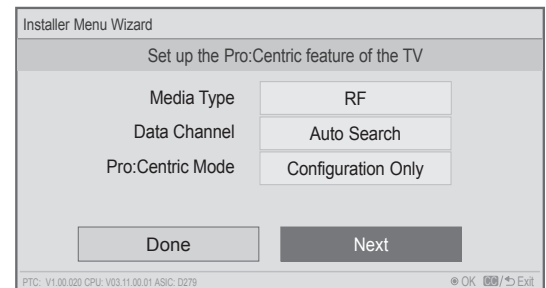 Installer Menu Wizard
Set up the Pro:Centric feature of the TV
Media Type RF
Data Channel Auto Search
Pro:Centric Mode Configuration Only
Done Next
PTC: V1.00.020 CPU: V03.11.00.01 ASIC: D279 OK / Exit